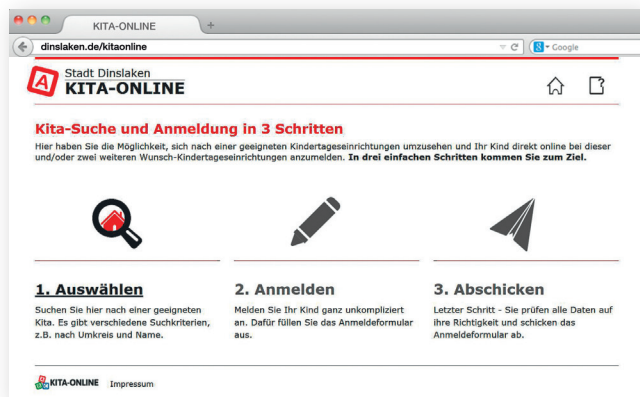 KITA-ONLINE
dinslaken.de/kitaonline
Google
Stadt Dinslaken
KITA-ONLINE
Kita-Suche und Anmeldung in 3 Schritten
Hier haben Sie die Möglichkeit, sich nach einer geeigneten Kindertageseinrichtungen umzusehen und Ihr Kind direkt online bei dieser
und/oder zwei weiteren Wunsch-Kindertageseinrichtungen anzumelden. In drei einfachen Schritten kommen Sie zum Ziel.
1. Auswählen
Suchen Sie hier nach einer geeigneten
Kita. Es gibt verschiedene Suchkriterien,
z.B. nach Umkreis und Name.
2. Anmelden
Melden Sie Ihr Kind ganz unkompliziert
an. Dafür füllen Sie das Anmeldeformular
aus.
3. Abschicken
Letzter Schritt - Sie prüfen alle Daten auf
ihre Richtigkeit und schicken das
Anmeldeformular ab.
KITA-ONLINE Impressum